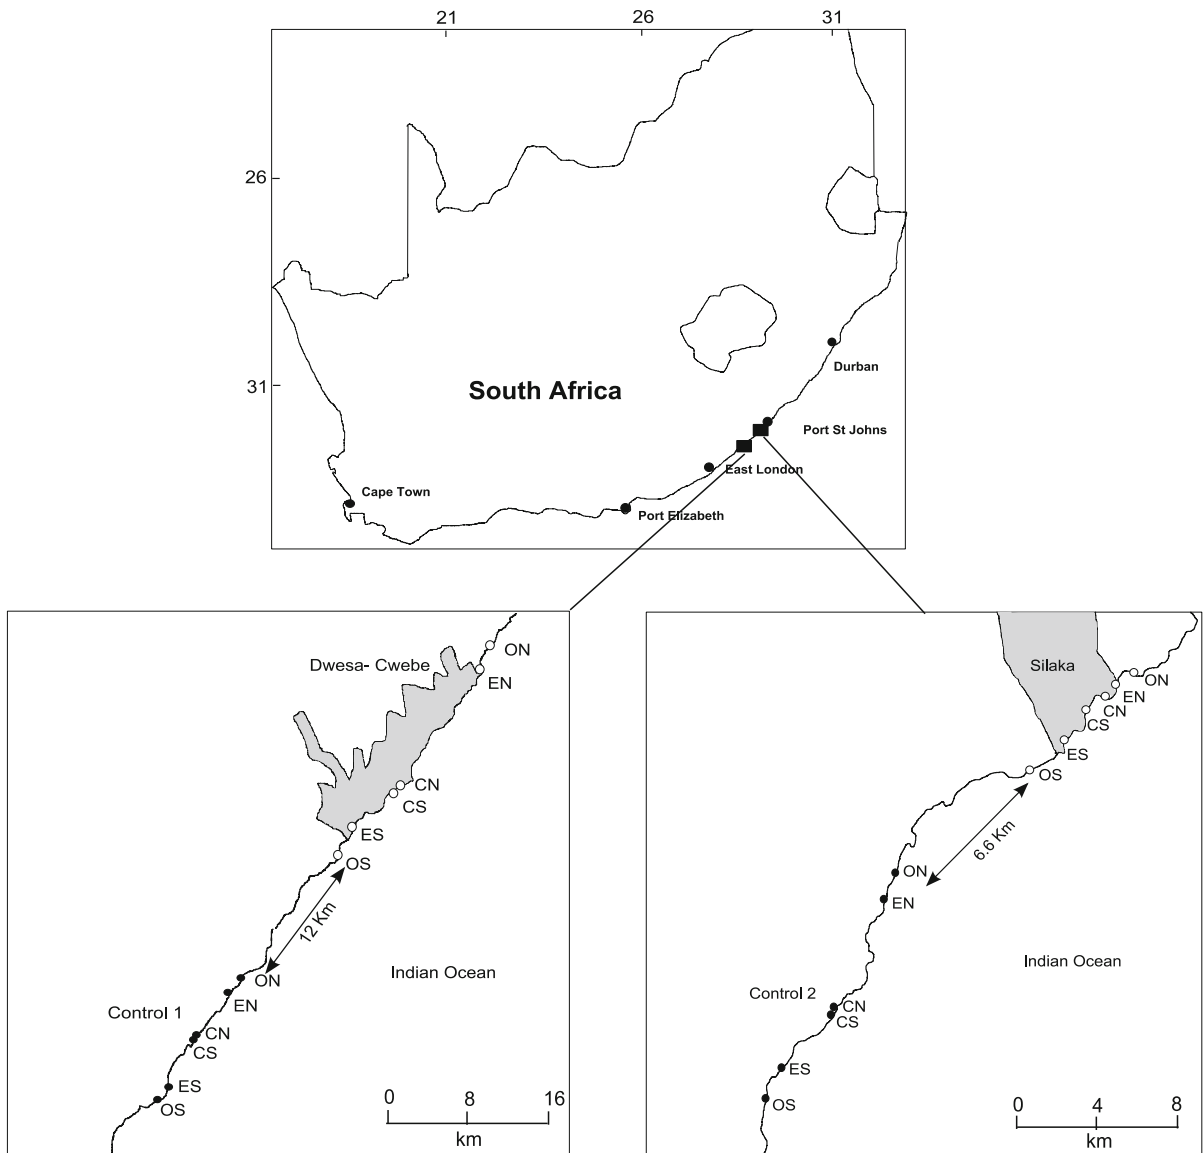 21
26
31
26
31
South Africa
Durban
Port St Johns
East London
Cape Town
Port Elizabeth
Dwesa- Cwebe
ON
EN
CN
CS
ES
OS
12 Km
ON
EN
Control 1
CN
CS
ES
OS
Indian Ocean
0 8 16
km
Silaka
ON
EN
CN
CS
ES
OS
6.6 Km
ON
EN
Indian Ocean
Control 2
CN
CS
ES
OS
0 4 8
km